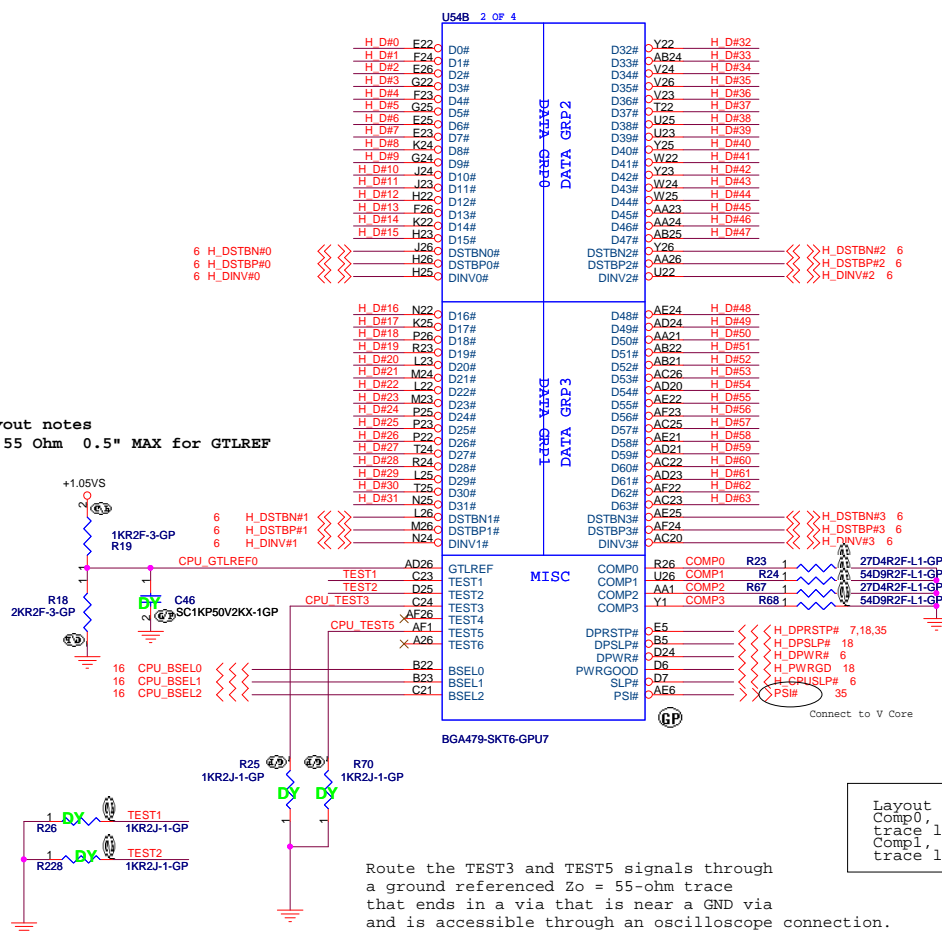 U54B 2 OF 4
H_D#0 E22 D0# D32# Y22 H_D#32
H_D#1 F24 D1# D33# AB24 H_D#33
H_D#2 E26 D2# D34# V24 H_D#34
H_D#3 G22 D3# D35# V26 H_D#35
H_D#4 F23 D4# D36# V23 H_D#36
H_D#5 G25 D5# D37# T22 H_D#37
H_D#6 E25 D6# D38# U25 H_D#38
H_D#7 E23 D7# D39# U23 H_D#39
H_D#8 K24 D8# D40# Y25 H_D#40
H_D#9 G24 D9# D41# W22 H_D#41
H_D#10 J24 D10# D42# Y23 H_D#42
H_D#11 J23 D11# D43# W24 H_D#43
H_D#12 H22 D12# D44# W25 H_D#44
H_D#13 F26 D13# D45# AA23 H_D#45
H_D#14 K22 D14# D46# AA24 H_D#46
H_D#15 H23 D15# D47# AB25 H_D#47
6 H_DSTBN#0 J26 DSTBN0# DSTBN2# Y26 H_DSTBN#2 6
6 H_DSTBP#0 H26 DSTBP0# DSTBP2# AA26 H_DSTBP#2 6
6 H_DINV#0 H25 DINV0# DINV2# U22 H_DINV#2 6
DATA GRP0
DATA GRP2
H_D#16 N22 D16# D48# AE24 H_D#48
H_D#17 K25 D17# D49# AD24 H_D#49
H_D#18 P26 D18# D50# AA21 H_D#50
H_D#19 R23 D19# D51# AB22 H_D#51
H_D#20 L23 D20# D52# AB21 H_D#52
H_D#21 M24 D21# D53# AC26 H_D#53
H_D#22 L22 D22# D54# AD20 H_D#54
H_D#23 M23 D23# D55# AE22 H_D#55
H_D#24 P25 D24# D56# AF23 H_D#56
H_D#25 P23 D25# D57# AC25 H_D#57
H_D#26 P22 D26# D58# AE21 H_D#58
H_D#27 T24 D27# D59# AD21 H_D#59
H_D#28 R24 D28# D60# AC22 H_D#60
H_D#29 L25 D29# D61# AD23 H_D#61
H_D#30 T25 D30# D62# AF22 H_D#62
H_D#31 N25 D31# D63# AC23 H_D#63
6 H_DSTBN#1 L26 DSTBN1# DSTBN3# AE25 H_DSTBN#3 6
6 H_DSTBP#1 M26 DSTBP1# DSTBP3# AF24 H_DSTBP#3 6
6 H_DINV#1 N24 DINV1# DINV3# AC20 H_DINV#3 6
DATA GRP1
DATA GRP3
yout notes
55 Ohm 0.5" MAX for GTLREF
+1.05VS
2
1KR2F-3-GP
R19
1
CPU_GTLREF0 AD26 GTLREF MISC COMP0 R26 COMP0 R23 1 27D4R2F-L1-GP
TEST1 C23 TEST1 COMP1 U26 COMP1 R24 1 54D9R2F-L1-GP
TEST2 D25 TEST2 COMP2 AA1 COMP2 R67 1 27D4R2F-L1-GP
CPU_TEST3 C24 TEST3 COMP3 Y1 COMP3 R68 1 54D9R2F-L1-GP
AF26 TEST4
CPU_TEST5 AF1 TEST5 DPRSTP# E5 H_DPRSTP# 7,18,35
A26 TEST6 DPSLP# B5 H_DPSLP# 18
DPWR# D24 H_DPWR# 6
16 CPU_BSEL0 B22 BSEL0 PWRGOOD D6 H_PWRGD 18
16 CPU_BSEL1 B23 BSEL1 SLP# D7 H_CPUSLP# 6
16 CPU_BSEL2 C21 BSEL2 PSI# AE6 PSI# 35
1
R18
2KR2F-3-GP
1
DY C46
2 SC1KP50V2KX-1GP
Connect to V Core
GP
BGA479-SKT6-GPU7
R25
1KR2J-1-GP
DY
1
R70
1KR2J-1-GP
DY
1
1 DY TEST1
R26 1KR2J-1-GP
1 DY TEST2
R228 1KR2J-1-GP
Layout
Comp0,
trace l
Comp1,
trace l
Route the TEST3 and TEST5 signals through
a ground referenced Zo = 55-ohm trace
that ends in a via that is near a GND via
and is accessible through an oscilloscope connection.